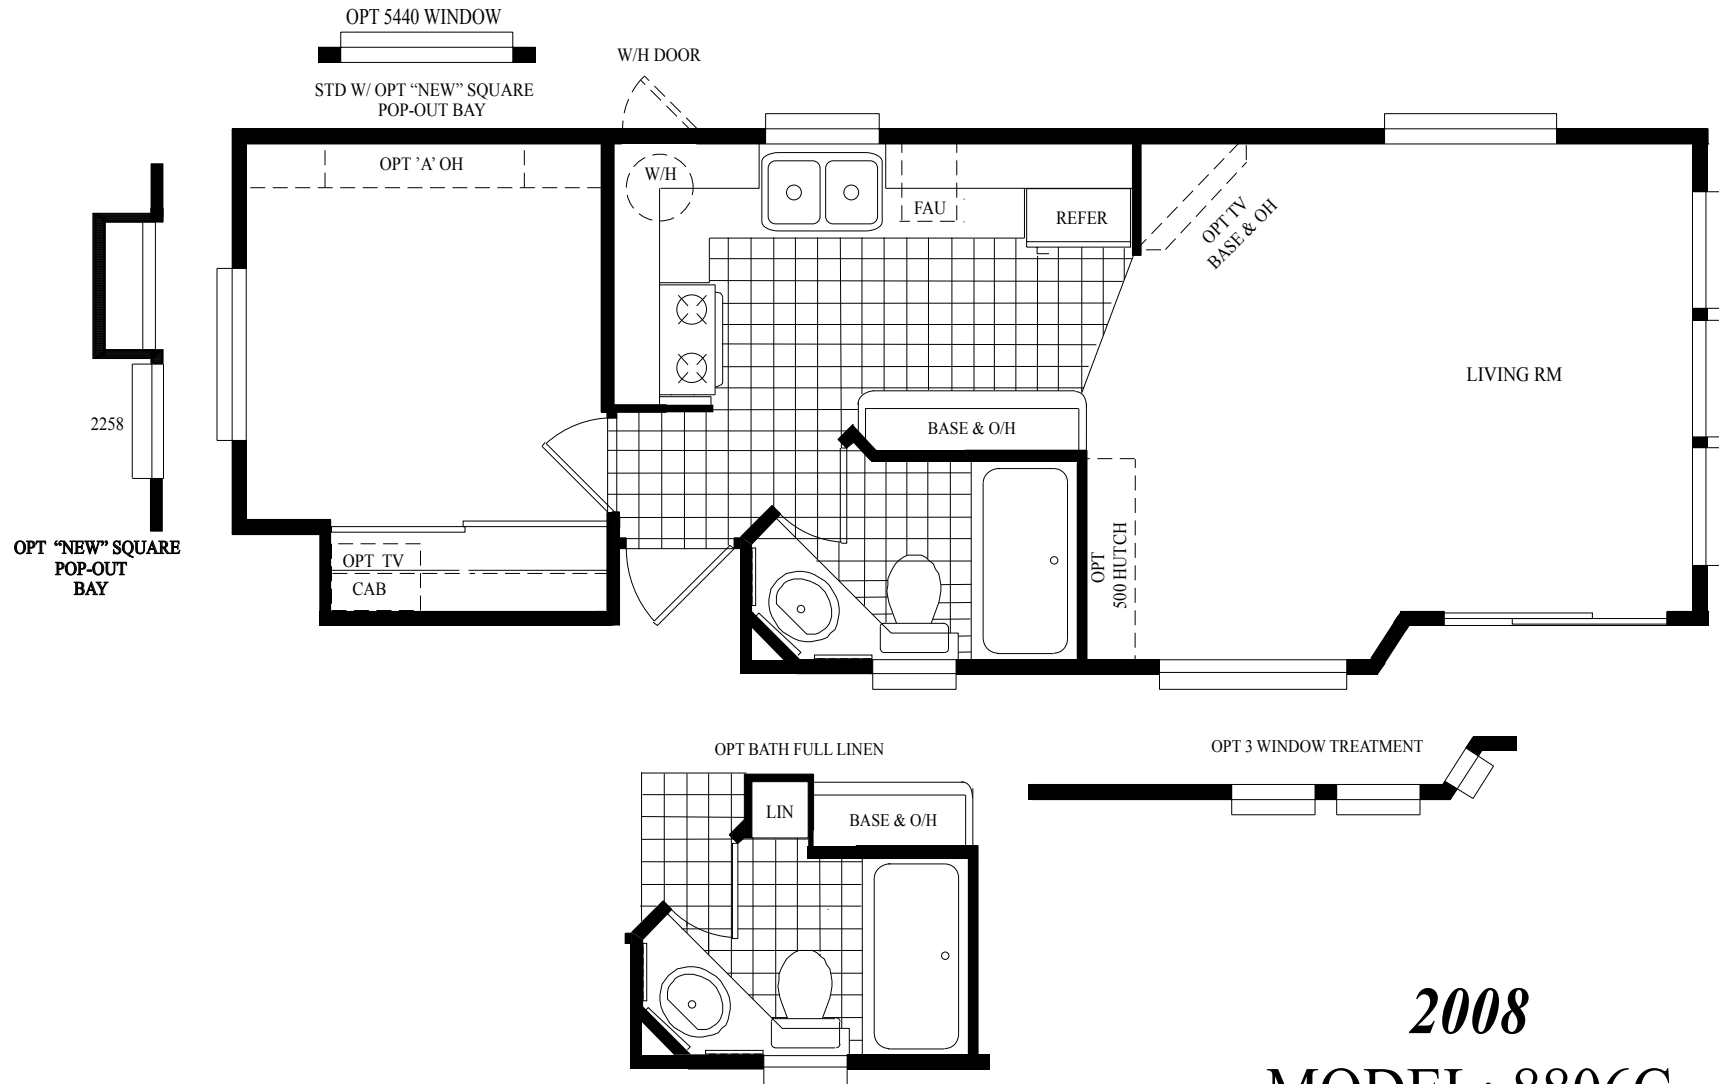 OPT 5440 WINDOW
STD W/ OPT “NEW” SQUARE
POP-OUT BAY
W/H DOOR
OPT 'A' OH
W/H
FAU
REFER
OPT TV
BASE & OH
LIVING RM
2258
BASE & O/H
OPT “NEW” SQUARE
POP-OUT
BAY
OPT TV
CAB
OPT
500 HUTCH
OPT BATH FULL LINEN
OPT 3 WINDOW TREATMENT
LIN
BASE & O/H
2008
MODEL: 8806C